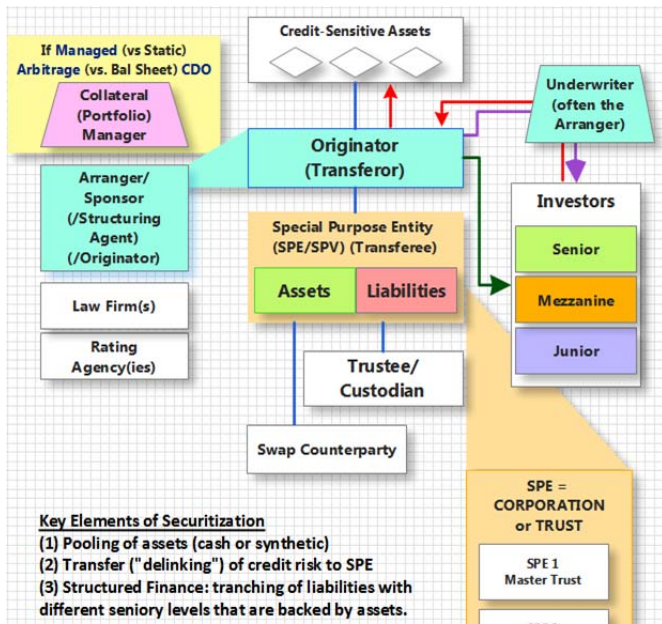 If Managed (vs Static)
Arbitrage (vs. Bal Sheet) CDO
Collateral
(Portfolio)
Manager
Credit-Sensitive Assets
Underwriter
(often the
Arranger)
Originator
(Transferor)
Arranger/
Sponsor
(/Structuring
Agent)
(/Originator)
Law Firm(s)
Rating
Agency(ies)
Special Purpose Entity
(SPE/SPV) (Transferee)
Assets
Liabilities
Trustee/
Custodian
Swap Counterparty
Investors
Senior
Mezzanine
Junior
SPE =
CORPORATION
or TRUST
SPE 1
Master Trust
Key Elements of Securitization
(1) Pooling of assets (cash or synthetic)
(2) Transfer ("delinking") of credit risk to SPE
(3) Structured Finance: tranching of liabilities with
different seniory levels that are backed by assets.